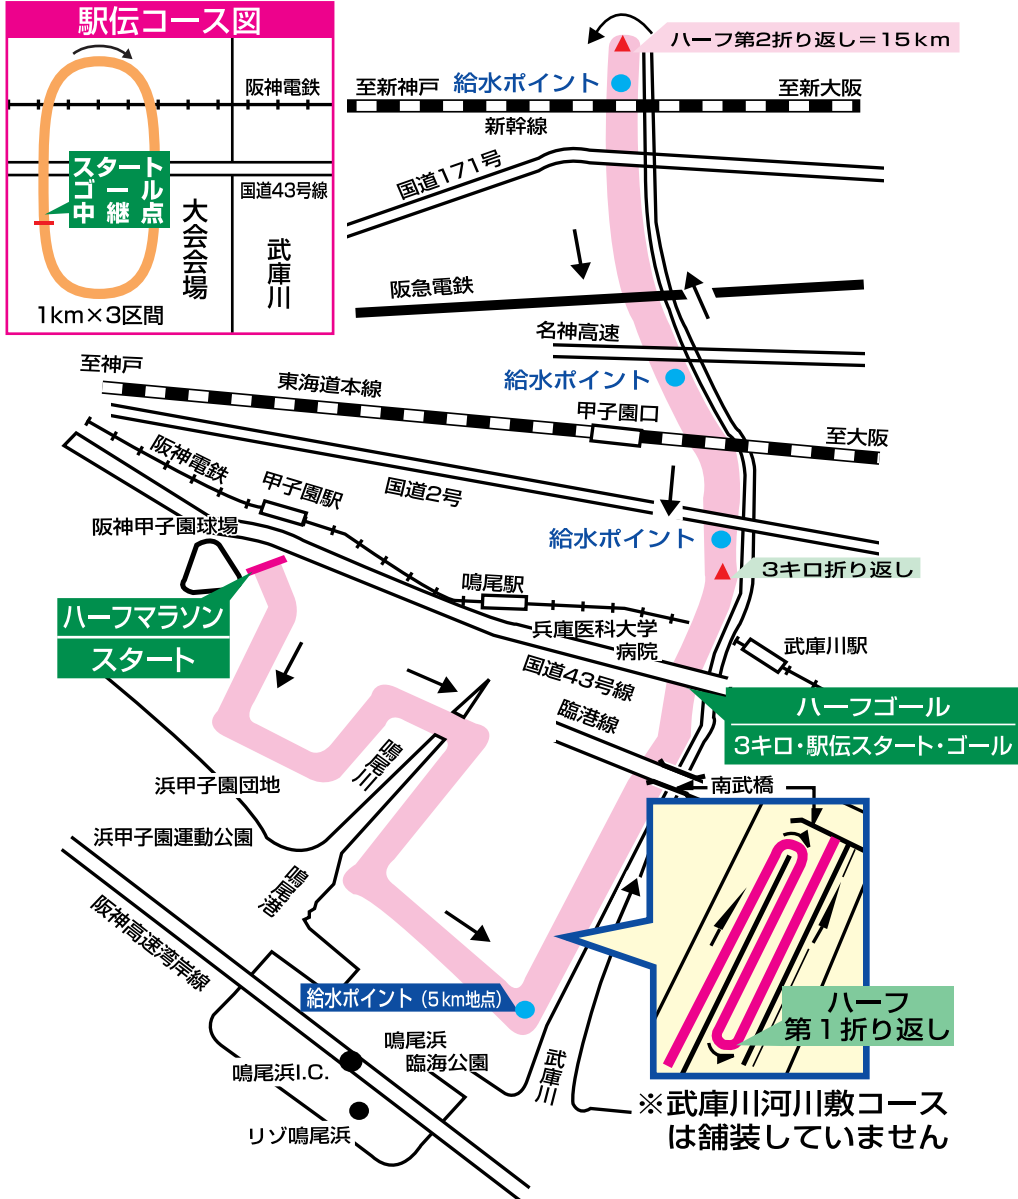 駅伝コース図
阪神電鉄
スタート
ゴール
中継点
国道43号線
大会会場
武庫川
1km×3区間
ハーフ第2折り返し=15km
給水ポイント
至新神戸
至新大阪
新幹線
国道171号
阪急電鉄
名神高速
給水ポイント
至神戸
東海道本線
甲子園口
至大阪
阪神電鉄
甲子園駅
国道2号
阪神甲子園球場
給水ポイント
3キロ折り返し
鳴尾駅
ハーフマラソン
スタート
兵庫医科大学
病院
武庫川駅
国道43号線
臨港線
ハーフゴール
3キロ・駅伝スタート・ゴール
南武橋
鳴尾川
浜甲子園団地
浜甲子園運動公園
鳴尾港
阪神高速湾岸線
給水ポイント(5km地点)
ハーフ
第1折り返し
鳴尾浜
臨海公園
武庫川
鳴尾浜I.C.
リゾ鳴尾浜
※武庫川河川敷コース
は舗装していません